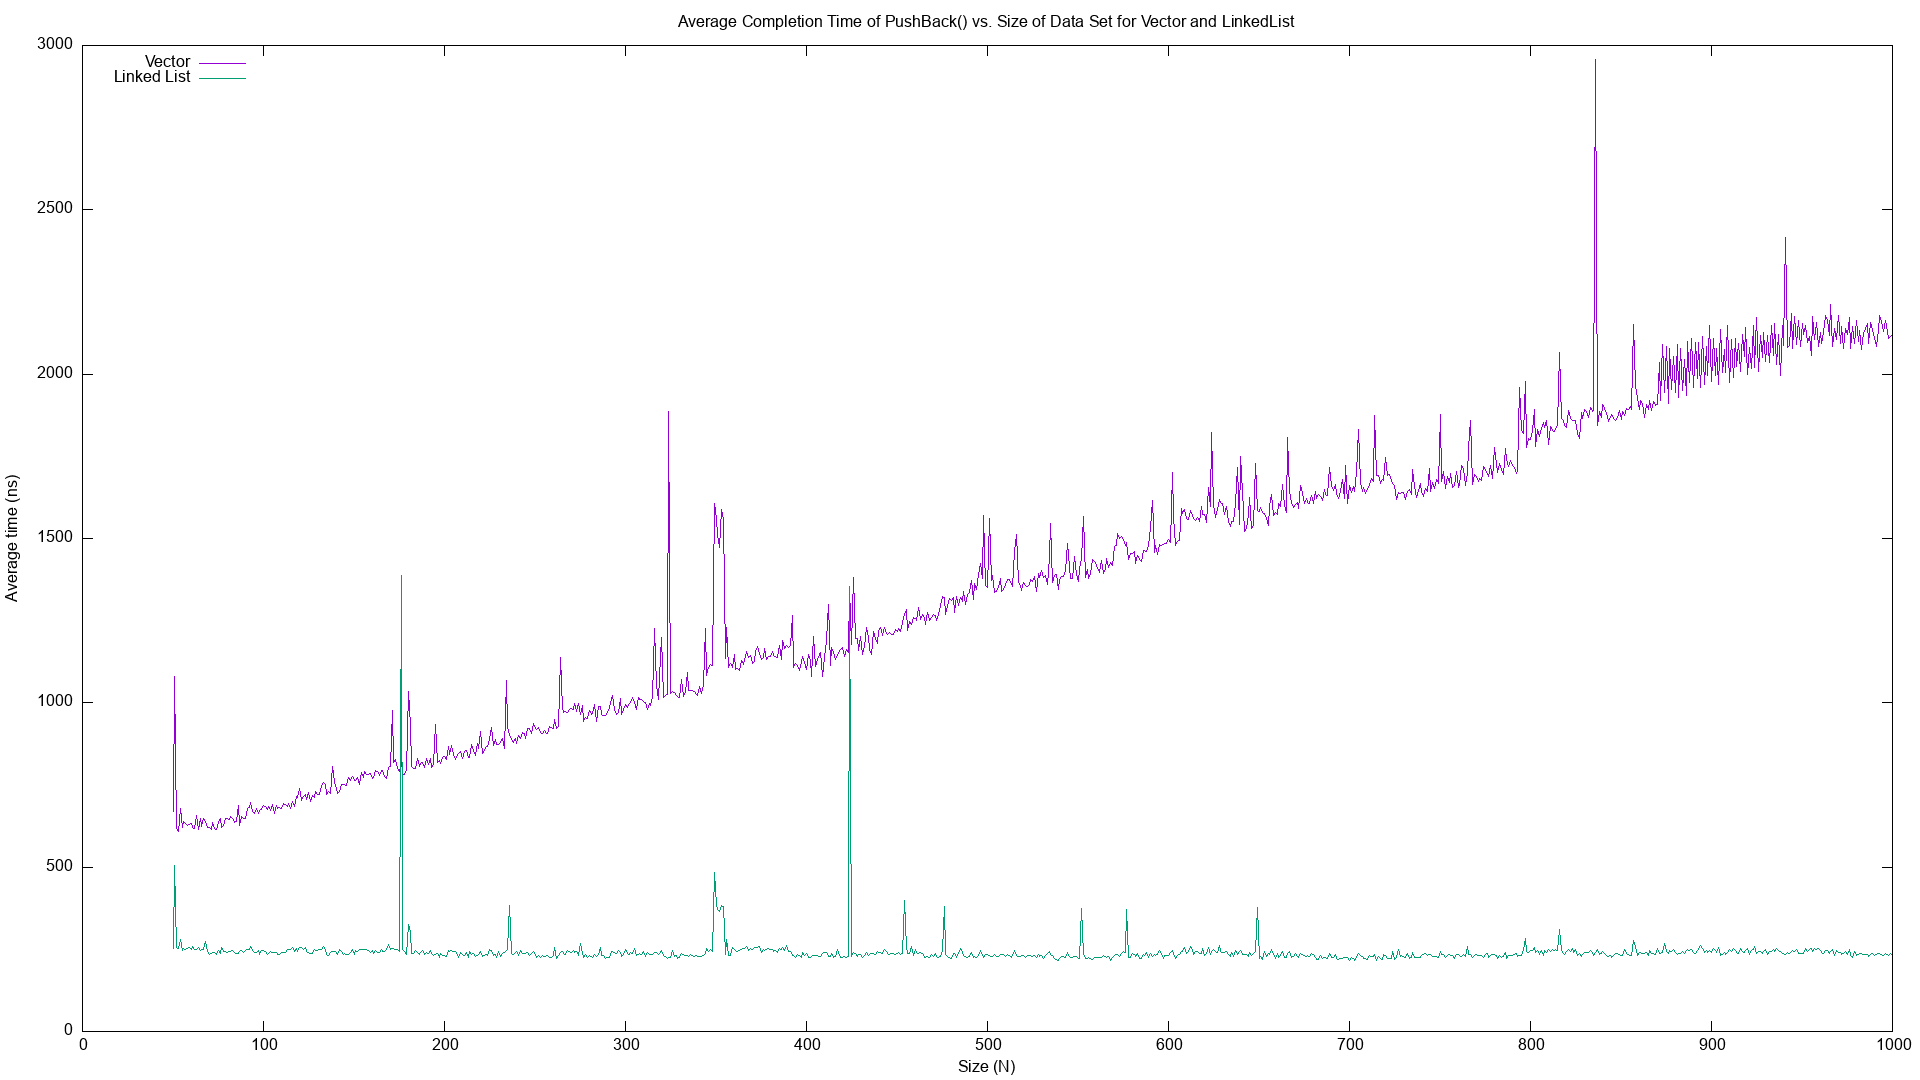 Average Completion Time of PushBack() vs. Size of Data Set for Vector and LinkedList
3000
2500
2000
1500
1000
500
0
Average time (ns)
Vector
Linked List
0 100 200 300 400 500 600 700 800 900 1000
Size (N)